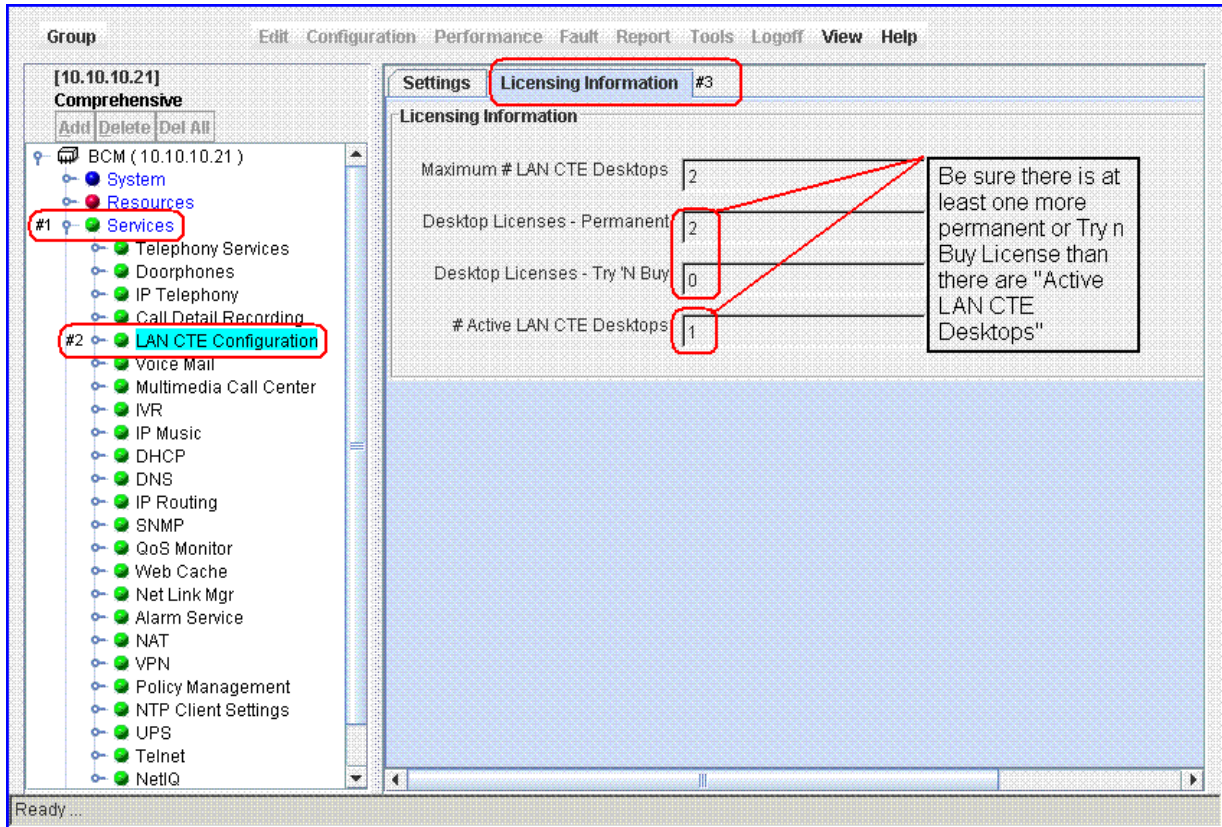 Group Edit Configuration Performance Fault Report Tools Logoff View Help
[10.10.10.21]
Comprehensive
Add Delete Del All
BCM ( 10.10.10.21 )
System
Resources
#1 Services
Telephony Services
Doorphones
IP Telephony
Call Detail Recording
#2 LAN CTE Configuration
Voice Mail
Multimedia Call Center
IVR
IP Music
DHCP
DNS
IP Routing
SNMP
QoS Monitor
Web Cache
Net Link Mgr
Alarm Service
NAT
VPN
Policy Management
NTP Client Settings
UPS
Telnet
NetIQ
Settings Licensing Information #3
Licensing Information
Maximum # LAN CTE Desktops 2
Desktop Licenses - Permanent 2
Desktop Licenses - Try 'N Buy 0
# Active LAN CTE Desktops 1
Be sure there is at
least one more
permanent or Try n
Buy License than
there are "Active
LAN CTE
Desktops"
Ready ...